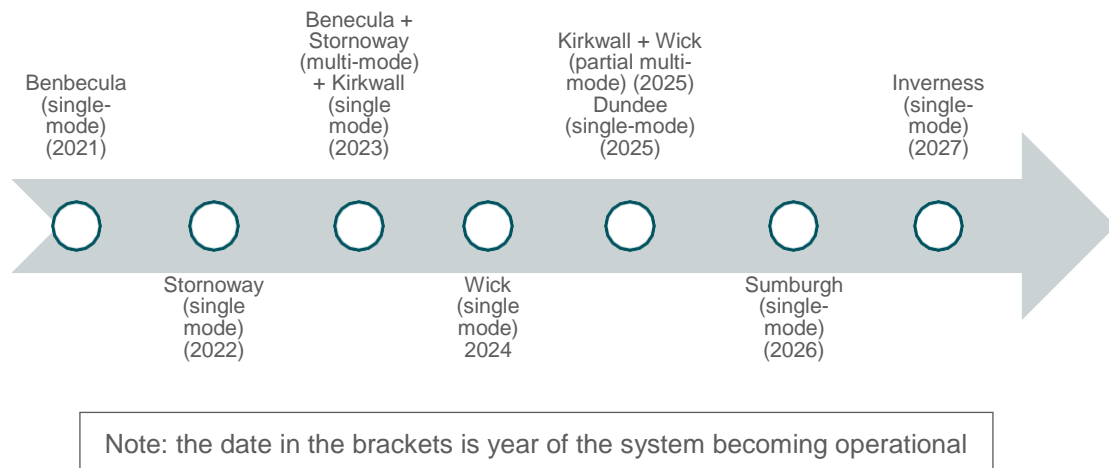 Benbecula
(single-
mode)
(2021)
Stornoway
(single
mode)
(2022)
Benecula +
Stornoway
(multi-mode)
+ Kirkwall
(single
mode)
(2023)
Wick
(single
mode)
2024
Kirkwall + Wick
(partial multi-
mode) (2025)
Dundee
(single-mode)
(2025)
Sumburgh
(single-
mode)
(2026)
Inverness
(single-
mode)
(2027)
Note: the date in the brackets is year of the system becoming operational